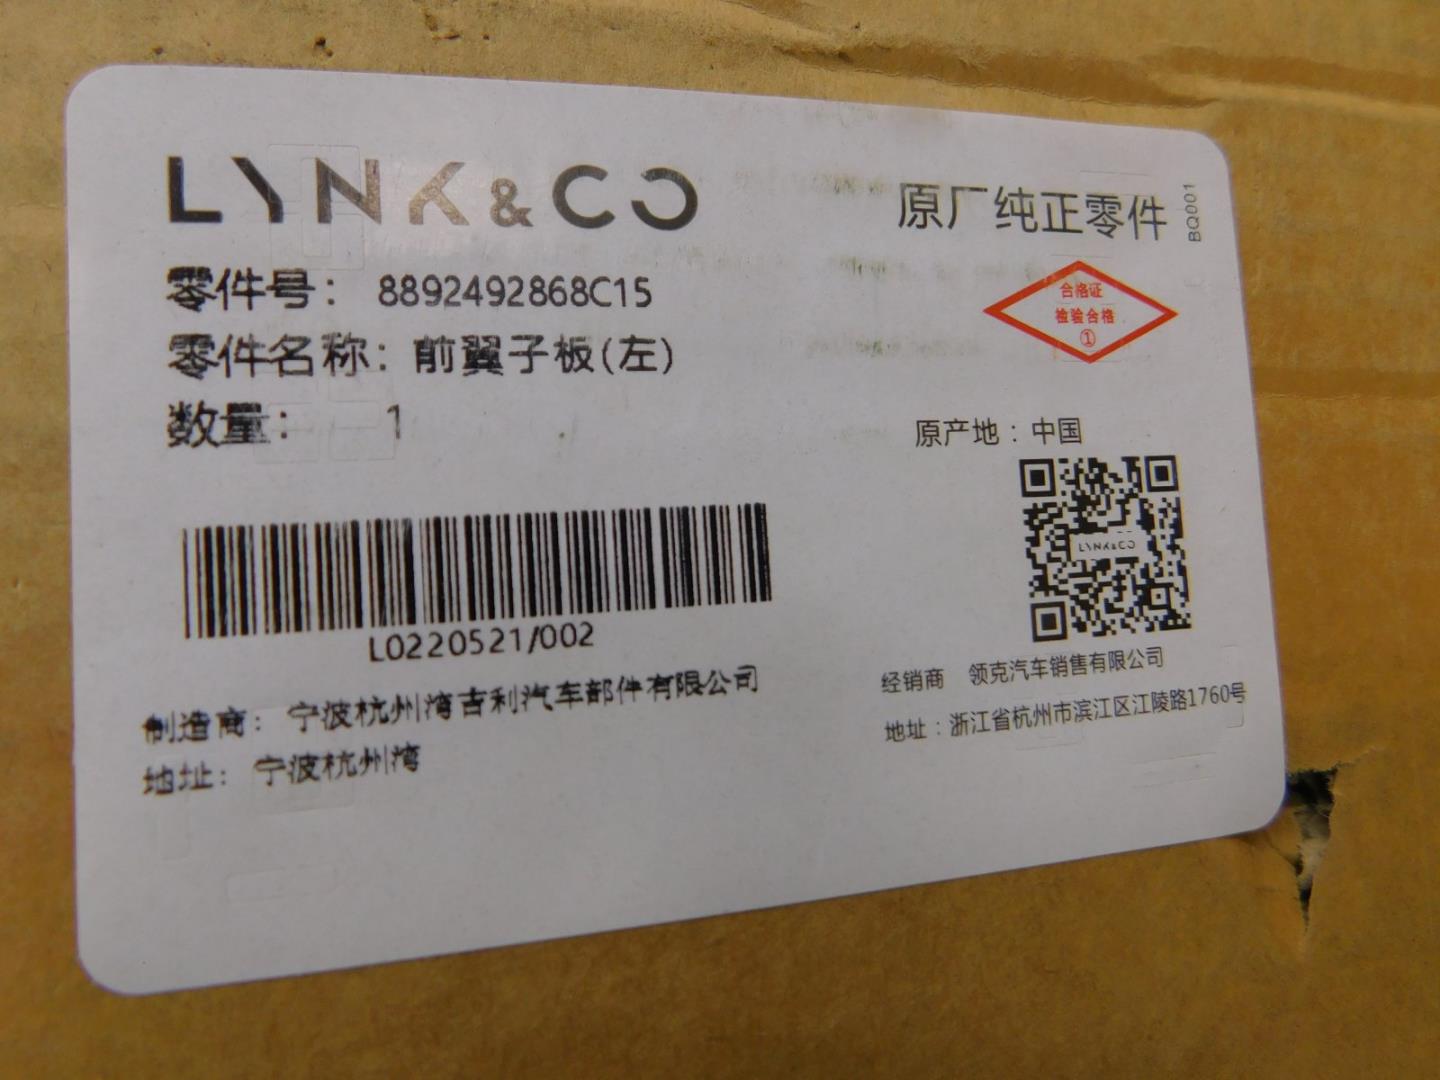 LYNK&CO
原厂纯正零件
BQ001
零件号: 8892492868C15
合格证
检验合格
①
零件名称: 前翼子板(左)
数量: 1
原产地：中国
LYNK&CO
L0220521/002
制造商: 宁波杭州湾吉利汽车部件有限公司
地址: 宁波杭州湾
经销商 领克汽车销售有限公司
地址：浙江省杭州市滨江区江陵路1760号